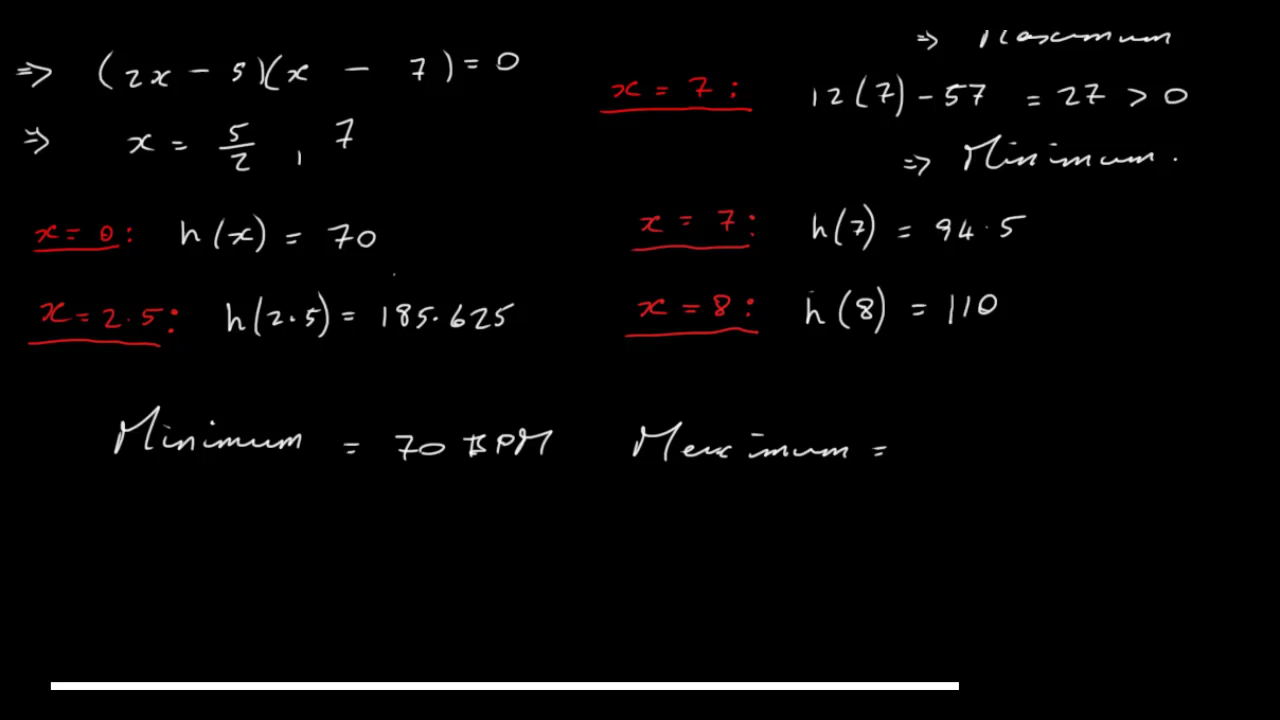 ⇒ (2x - 5)(x - 7) = 0
⇒ x = 5/2 , 7
x = 0: h(x) = 70
x = 2.5: h(2.5) = 185.625
⇒ Maximum
x = 7: 12(7) - 57 = 27 > 0
⇒ Minimum.
x = 7: h(7) = 94.5
x = 8: h(8) = 110
Minimum = 70 BPM Maximum =